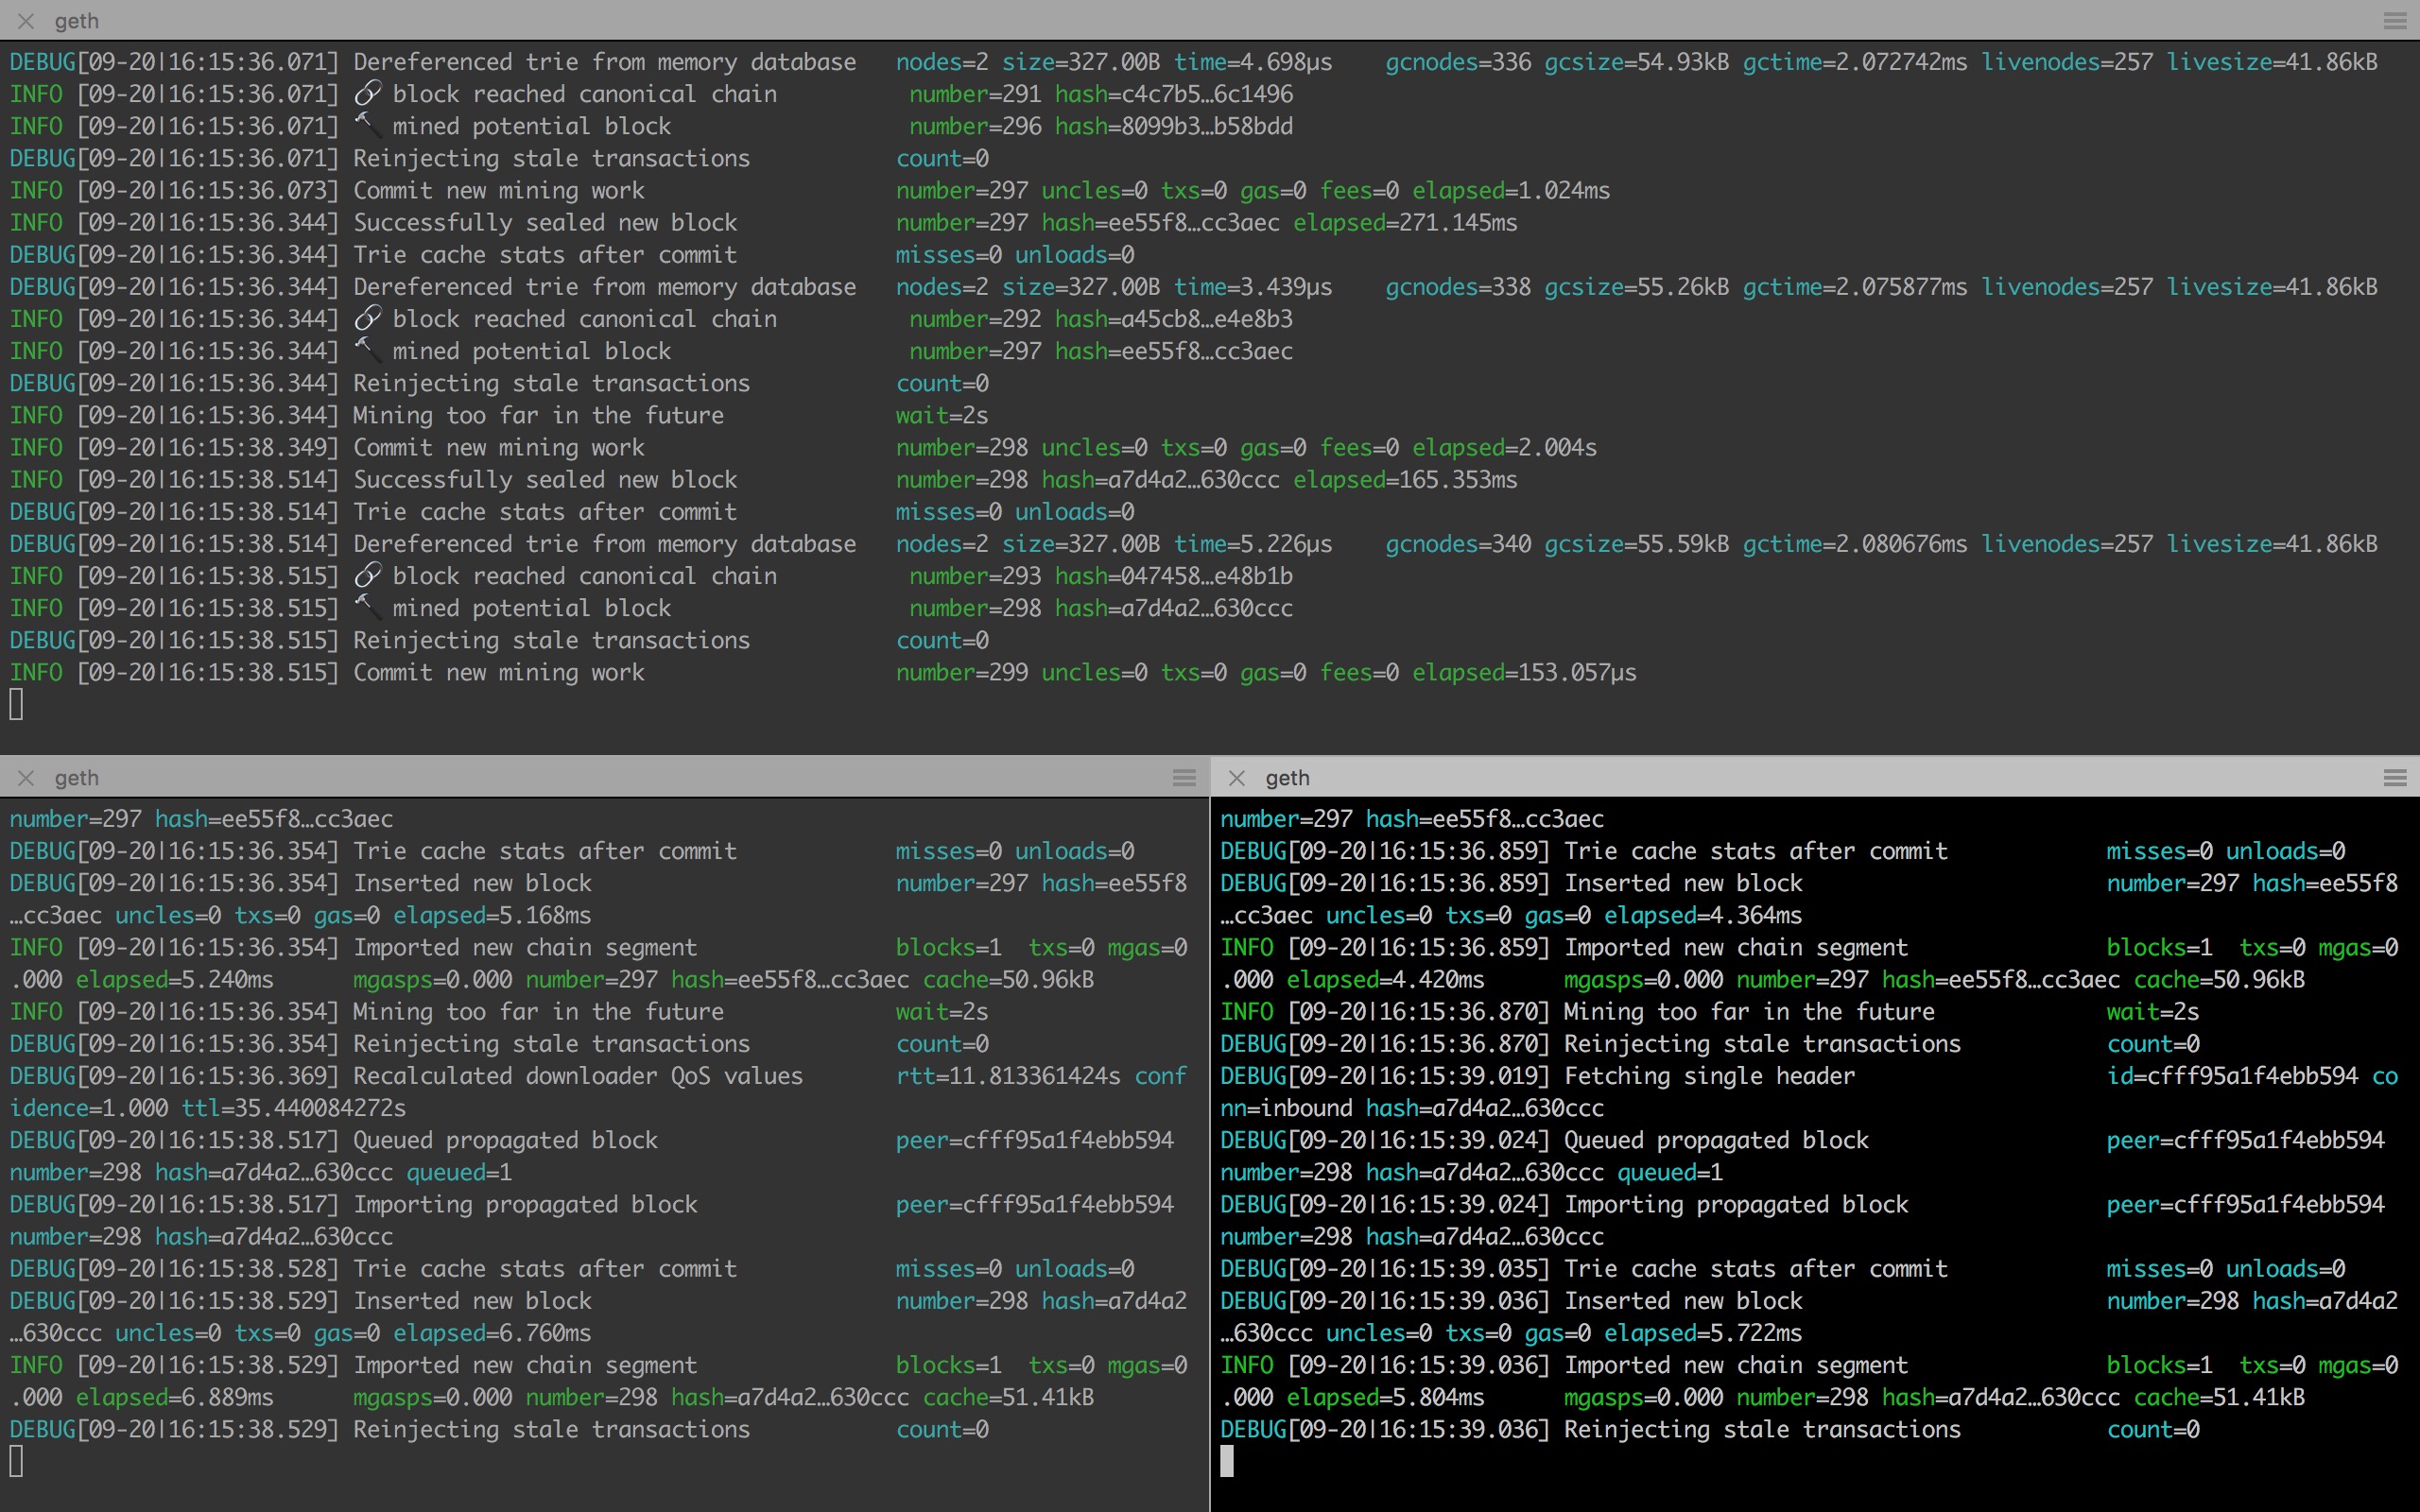 geth
DEBUG[09-20|16:15:36.071] Dereferenced trie from memory database   nodes=2 size=327.00B time=4.698µs    gcnodes=336 gcsize=54.93kB gctime=2.072742ms livenodes=257 livesize=41.86kB
INFO [09-20|16:15:36.071] 🔗 block reached canonical chain          number=291 hash=c4c7b5…6c1496
INFO [09-20|16:15:36.071] 🔨 mined potential block                  number=296 hash=8099b3…b58bdd
DEBUG[09-20|16:15:36.071] Reinjecting stale transactions           count=0
INFO [09-20|16:15:36.073] Commit new mining work                   number=297 uncles=0 txs=0 gas=0 fees=0 elapsed=1.024ms
INFO [09-20|16:15:36.344] Successfully sealed new block            number=297 hash=ee55f8…cc3aec elapsed=271.145ms
DEBUG[09-20|16:15:36.344] Trie cache stats after commit            misses=0 unloads=0
DEBUG[09-20|16:15:36.344] Dereferenced trie from memory database   nodes=2 size=327.00B time=3.439µs    gcnodes=338 gcsize=55.26kB gctime=2.075877ms livenodes=257 livesize=41.86kB
INFO [09-20|16:15:36.344] 🔗 block reached canonical chain          number=292 hash=a45cb8…e4e8b3
INFO [09-20|16:15:36.344] 🔨 mined potential block                  number=297 hash=ee55f8…cc3aec
DEBUG[09-20|16:15:36.344] Reinjecting stale transactions           count=0
INFO [09-20|16:15:36.344] Mining too far in the future             wait=2s
INFO [09-20|16:15:38.349] Commit new mining work                   number=298 uncles=0 txs=0 gas=0 fees=0 elapsed=2.004s
INFO [09-20|16:15:38.514] Successfully sealed new block            number=298 hash=a7d4a2…630ccc elapsed=165.353ms
DEBUG[09-20|16:15:38.514] Trie cache stats after commit            misses=0 unloads=0
DEBUG[09-20|16:15:38.514] Dereferenced trie from memory database   nodes=2 size=327.00B time=5.226µs    gcnodes=340 gcsize=55.59kB gctime=2.080676ms livenodes=257 livesize=41.86kB
INFO [09-20|16:15:38.515] 🔗 block reached canonical chain          number=293 hash=047458…e48b1b
INFO [09-20|16:15:38.515] 🔨 mined potential block                  number=298 hash=a7d4a2…630ccc
DEBUG[09-20|16:15:38.515] Reinjecting stale transactions           count=0
INFO [09-20|16:15:38.515] Commit new mining work                   number=299 uncles=0 txs=0 gas=0 fees=0 elapsed=153.057µs
geth
number=297 hash=ee55f8…cc3aec
DEBUG[09-20|16:15:36.354] Trie cache stats after commit            misses=0 unloads=0
DEBUG[09-20|16:15:36.354] Inserted new block                       number=297 hash=ee55f8
…cc3aec uncles=0 txs=0 gas=0 elapsed=5.168ms
INFO [09-20|16:15:36.354] Imported new chain segment               blocks=1  txs=0 mgas=0
.000 elapsed=5.240ms      mgasps=0.000 number=297 hash=ee55f8…cc3aec cache=50.96kB
INFO [09-20|16:15:36.354] Mining too far in the future             wait=2s
DEBUG[09-20|16:15:36.354] Reinjecting stale transactions           count=0
DEBUG[09-20|16:15:36.369] Recalculated downloader QoS values       rtt=11.813361424s conf
idence=1.000 ttl=35.440084272s
DEBUG[09-20|16:15:38.517] Queued propagated block                  peer=cfff95a1f4ebb594
number=298 hash=a7d4a2…630ccc queued=1
DEBUG[09-20|16:15:38.517] Importing propagated block               peer=cfff95a1f4ebb594
number=298 hash=a7d4a2…630ccc
DEBUG[09-20|16:15:38.528] Trie cache stats after commit            misses=0 unloads=0
DEBUG[09-20|16:15:38.529] Inserted new block                       number=298 hash=a7d4a2
…630ccc uncles=0 txs=0 gas=0 elapsed=6.760ms
INFO [09-20|16:15:38.529] Imported new chain segment               blocks=1  txs=0 mgas=0
.000 elapsed=6.889ms      mgasps=0.000 number=298 hash=a7d4a2…630ccc cache=51.41kB
DEBUG[09-20|16:15:38.529] Reinjecting stale transactions           count=0
geth
number=297 hash=ee55f8…cc3aec
DEBUG[09-20|16:15:36.859] Trie cache stats after commit            misses=0 unloads=0
DEBUG[09-20|16:15:36.859] Inserted new block                       number=297 hash=ee55f8
…cc3aec uncles=0 txs=0 gas=0 elapsed=4.364ms
INFO [09-20|16:15:36.859] Imported new chain segment               blocks=1  txs=0 mgas=0
.000 elapsed=4.420ms      mgasps=0.000 number=297 hash=ee55f8…cc3aec cache=50.96kB
INFO [09-20|16:15:36.870] Mining too far in the future             wait=2s
DEBUG[09-20|16:15:36.870] Reinjecting stale transactions           count=0
DEBUG[09-20|16:15:39.019] Fetching single header                   id=cfff95a1f4ebb594 co
nn=inbound hash=a7d4a2…630ccc
DEBUG[09-20|16:15:39.024] Queued propagated block                  peer=cfff95a1f4ebb594
number=298 hash=a7d4a2…630ccc queued=1
DEBUG[09-20|16:15:39.024] Importing propagated block               peer=cfff95a1f4ebb594
number=298 hash=a7d4a2…630ccc
DEBUG[09-20|16:15:39.035] Trie cache stats after commit            misses=0 unloads=0
DEBUG[09-20|16:15:39.036] Inserted new block                       number=298 hash=a7d4a2
…630ccc uncles=0 txs=0 gas=0 elapsed=5.722ms
INFO [09-20|16:15:39.036] Imported new chain segment               blocks=1  txs=0 mgas=0
.000 elapsed=5.804ms      mgasps=0.000 number=298 hash=a7d4a2…630ccc cache=51.41kB
DEBUG[09-20|16:15:39.036] Reinjecting stale transactions           count=0